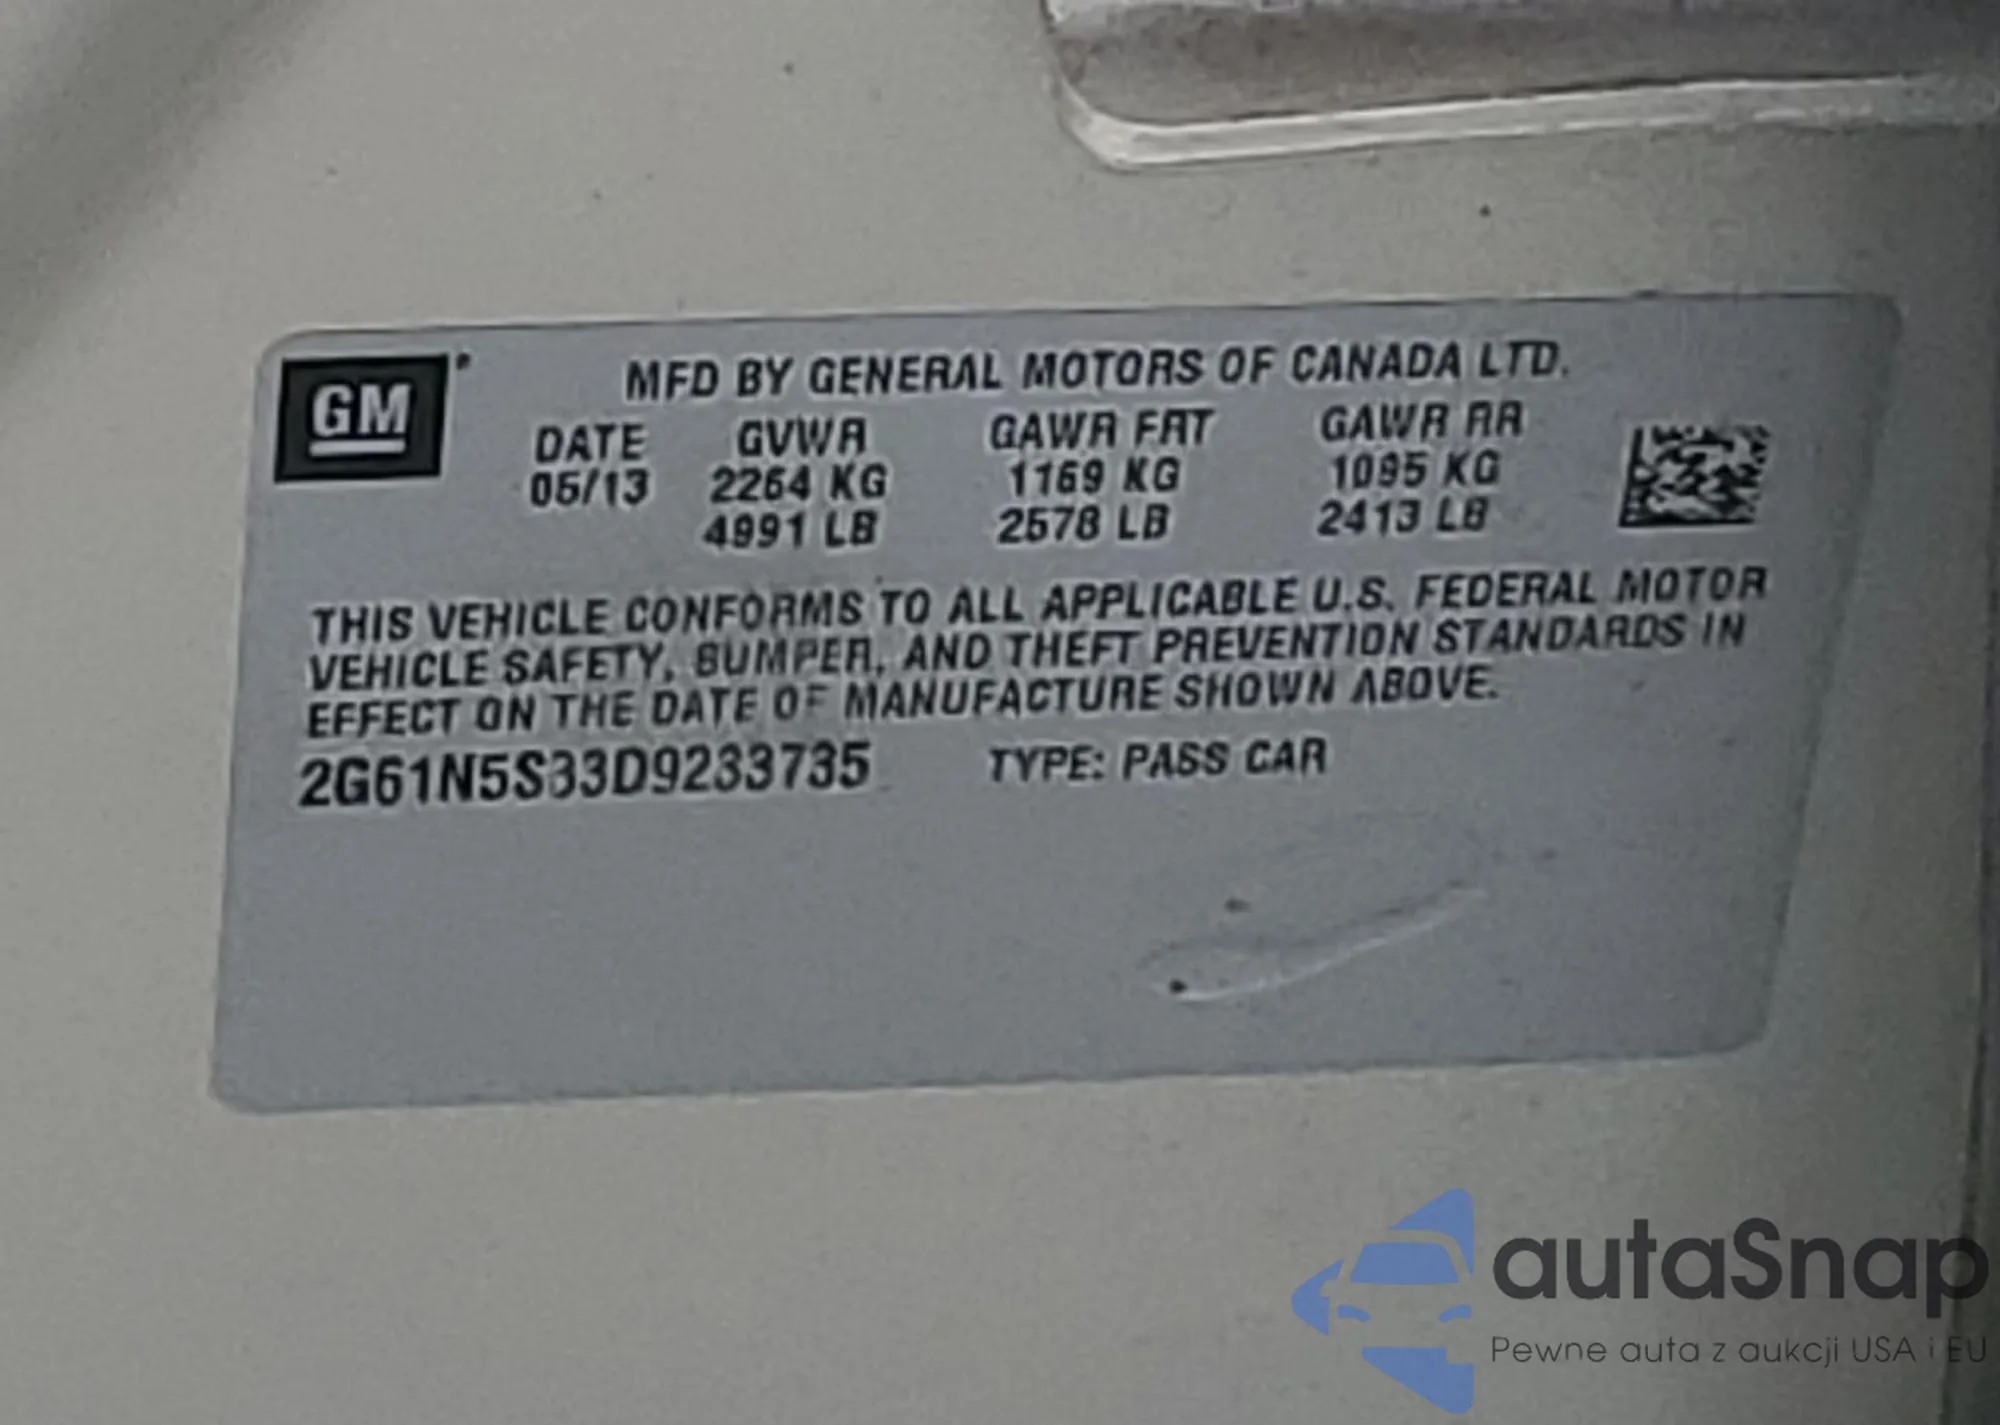 GM
MFD BY GENERAL MOTORS OF CANADA LTD.
DATE GVWR GAWR FRT GAWR RR
05/13 2264 KG 1169 KG 1095 KG
4991 LB 2578 LB 2413 LB
THIS VEHICLE CONFORMS TO ALL APPLICABLE U.S. FEDERAL MOTOR
VEHICLE SAFETY, BUMPER, AND THEFT PREVENTION STANDARDS IN
EFFECT ON THE DATE OF MANUFACTURE SHOWN ABOVE.
2G61N5S33D9233735 TYPE: PASS CAR
autaSnap
Pewne auta z aukcji USA i EU